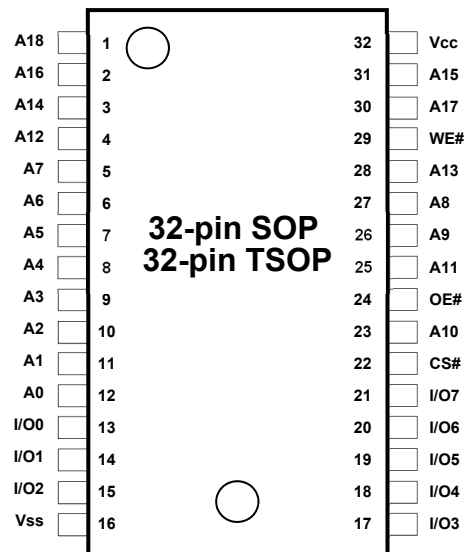 A18 1 32 Vcc
A16 2 31 A15
A14 3 30 A17
A12 4 29 WE#
A7 5 28 A13
A6 6 27 A8
A5 7 26 A9
A4 8 25 A11
A3 9 24 OE#
A2 10 23 A10
A1 11 22 CS#
A0 12 21 I/O7
I/O0 13 20 I/O6
I/O1 14 19 I/O5
I/O2 15 18 I/O4
Vss 16 17 I/O3
32-pin SOP
32-pin TSOP